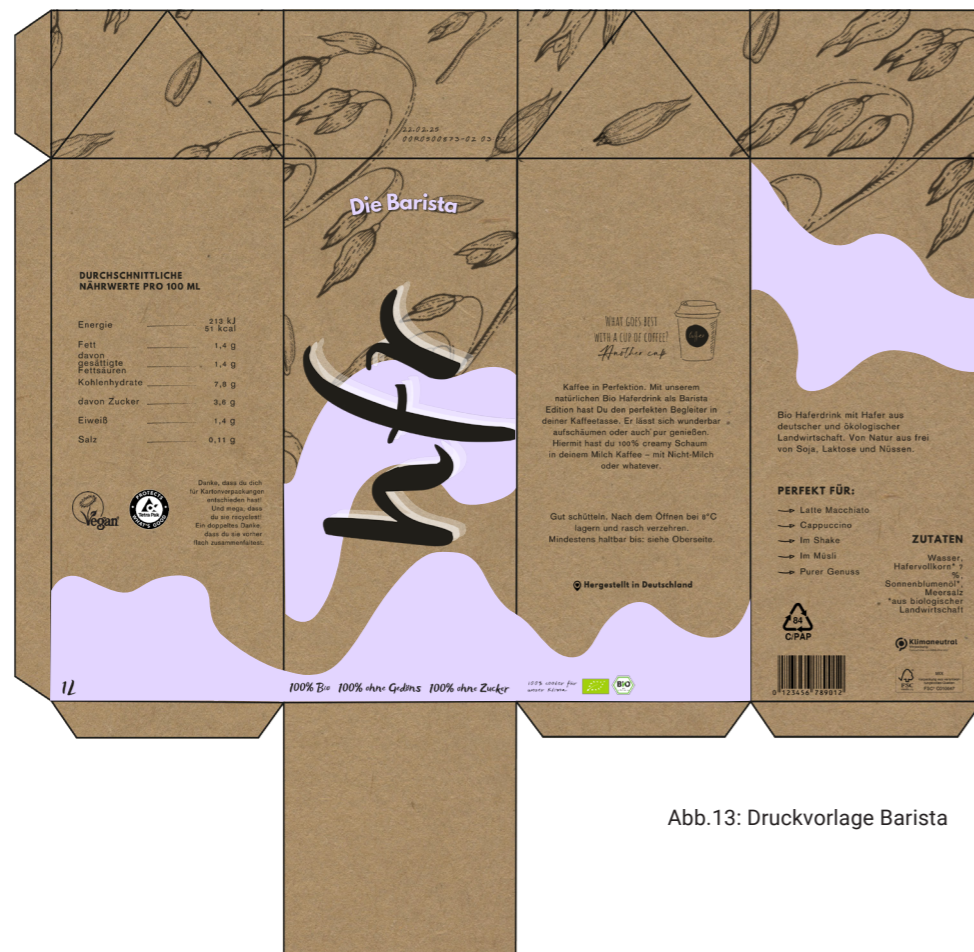 22.02.25
Die Barista
DURCHSCHNITTLICHE
NÄHRWERTE PRO 100 ML
Energie 213 kJ
51 kcal
Fett 1,4 g
davon
gesättigte
Fettsäuren 1,4 g
Kohlenhydrate 7,8 g
davon Zucker 3,8 g
Eiweiß 1,4 g
Salz 0,11 g
Vegan
PROTECTS
Tetra Pak
WHAT'S GOOD
Danke, dass du dich
für Kartonverpackungen
entschieden hast!
Und mega, dass
du sie recycelst!
Ein doppeltes Danke,
dass du sie vorher
flach zusammenfaltest.
1L
100% Bio 100% ohne Gedöns 100% ohne Zucker
WHAT GOES BEST
WITH A CUP OF COFFEE?
Another cup
Kaffee in Perfektion. Mit unserem
natürlichen Bio Haferdrink als Barista
Edition hast Du den perfekten Begleiter in
deiner Kaffeetasse. Er lässt sich wunderbar
aufschäumen oder auch pur genießen.
Hiermit hast du 100% creamy Schaum
in deinem Milch Kaffee – mit Nicht-Milch
oder whatever.
Gut schütteln. Nach dem Öffnen bei 8°C
lagern und rasch verzehren.
Mindestens haltbar bis: siehe Oberseite.
Hergestellt in Deutschland
BIO
Bio Haferdrink mit Hafer aus
deutscher und ökologischer
Landwirtschaft. Von Natur aus frei
von Soja, Laktose und Nüssen.
PERFEKT FÜR:
Latte Macchiato
Cappuccino
Im Shake
Im Müsli
Purer Genuss
ZUTATEN
Wasser,
Hafervollkorn* 7
%,
Sonnenblumenöl*,
Meersalz
*aus biologischer
Landwirtschaft
84
C/PAP
Klimaneutral
0 123456 789012
FSC
MIX
Abb.13: Druckvorlage Barista